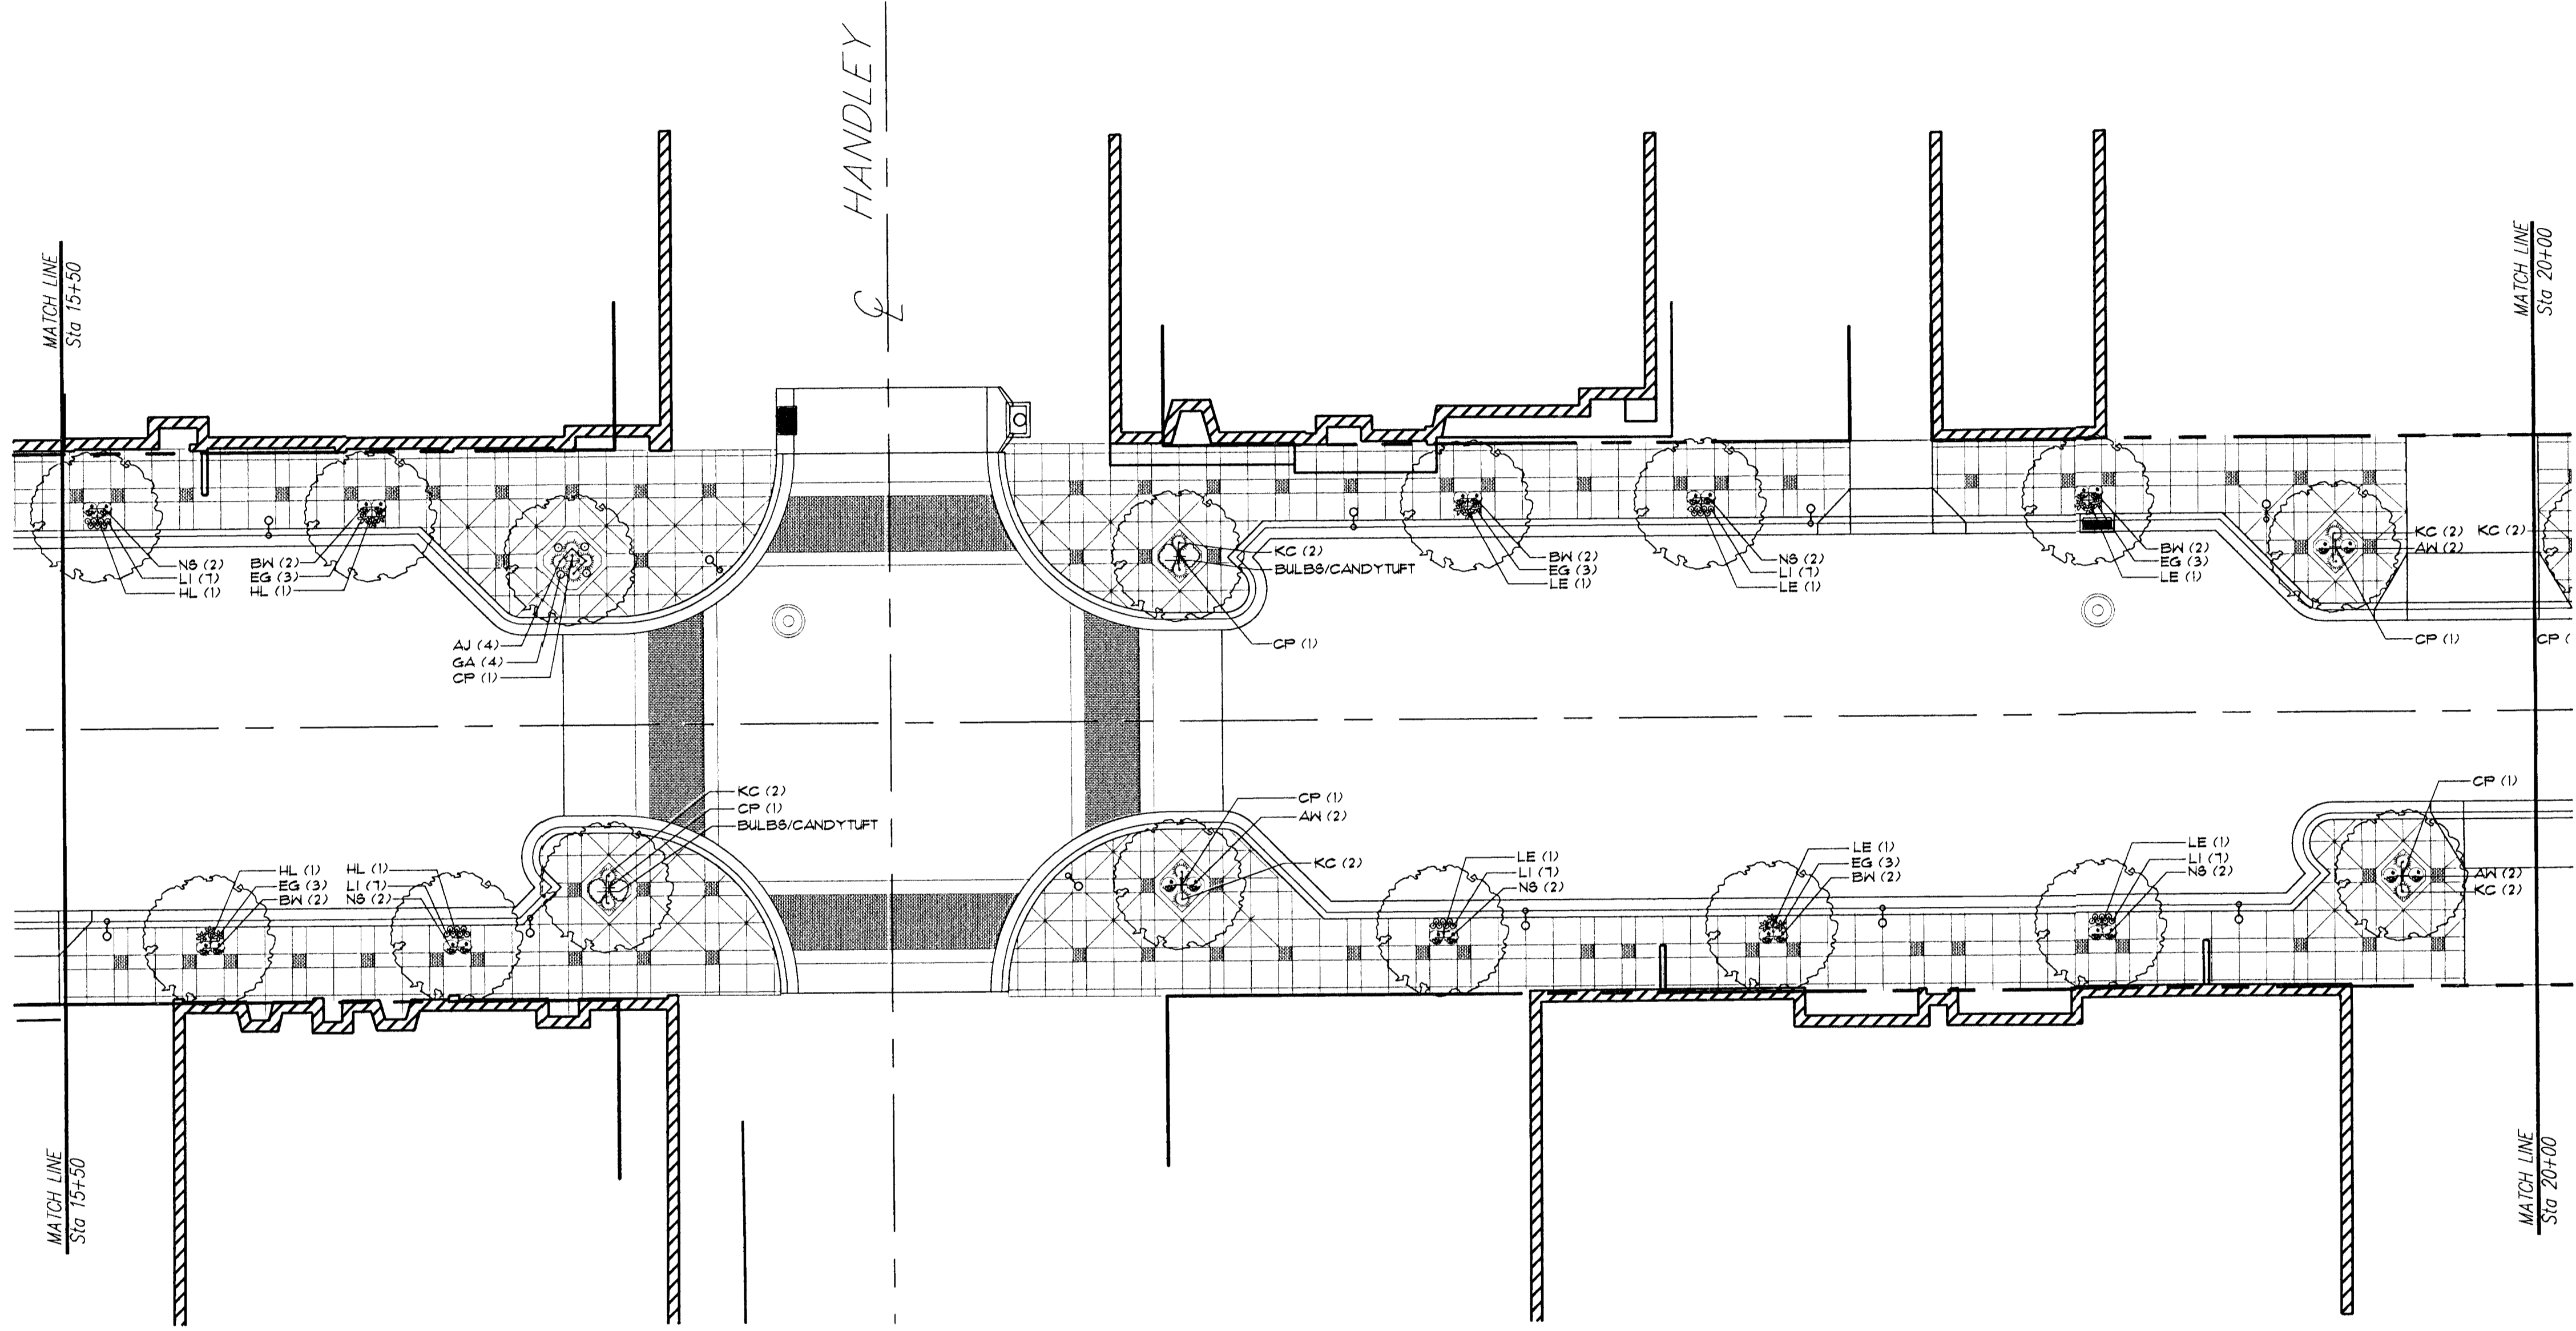 HANDLEY
℄
MATCH LINE
Sta 15+50
MATCH LINE
Sta 20+00
NS (2)
LI (7)
HL (1)
BW (2)
EG (3)
HL (1)
AJ (4)
GA (4)
CP (1)
KC (2)
BULBS/CANDYTUFT
CP (1)
BW (2)
EG (3)
LE (1)
NS (2)
LI (7)
LE (1)
BW (2)
EG (3)
LE (1)
KC (2)
AW (2)
CP (1)
KC (2)
CP (
HL (1)
EG (3)
BW (2)
HL (1)
LI (7)
NS (2)
KC (2)
CP (1)
BULBS/CANDYTUFT
CP (1)
AW (2)
KC (2)
LE (1)
LI (7)
NS (2)
LE (1)
EG (3)
BW (2)
LE (1)
LI (7)
NS (2)
CP (1)
AW (2)
KC (2)
MATCH LINE
Sta 15+50
MATCH LINE
Sta 20+00